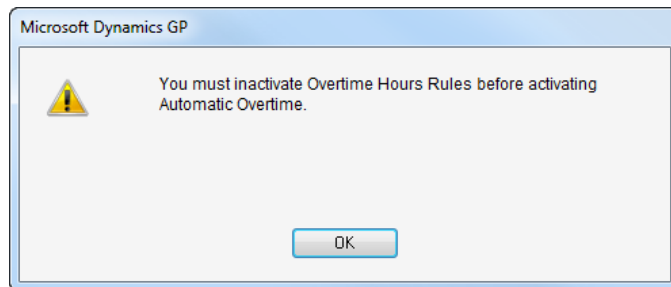 Microsoft Dynamics GP
You must inactivate Overtime Hours Rules before activating
Automatic Overtime.
OK